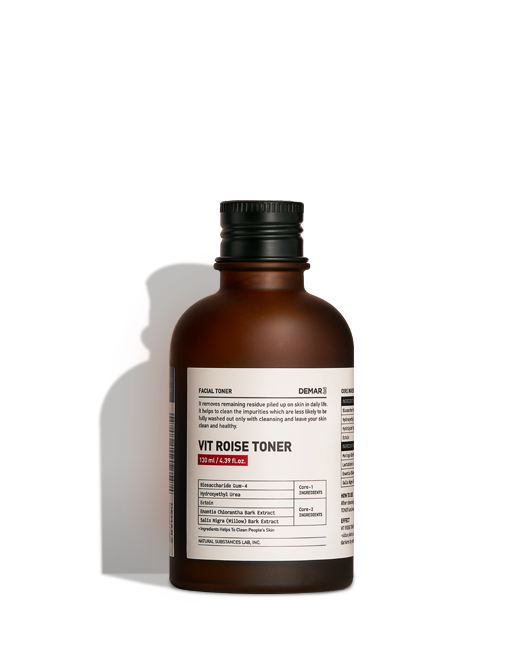 FACIAL TONER
DEMAR3
It removes remaining residue piled up on skin in daily life.
It helps to clean the impurities which are less likely to be
fully washed out only with cleansing and leave your skin
clean and healthy.
VIT ROISE TONER
130 ml / 4.39 fl.oz.
Biosaccharide Gum-4
Hydroxyethyl Urea
Ectoin
Core-1
INGREDIENTS
Enantia Chlorantha Bark Extract
Salix Nigra (Willow) Bark Extract
Core-2
INGREDIENTS
Ingredients Helps To Clean People's Skin
NATURAL SUBSTANCES LAB, INC.